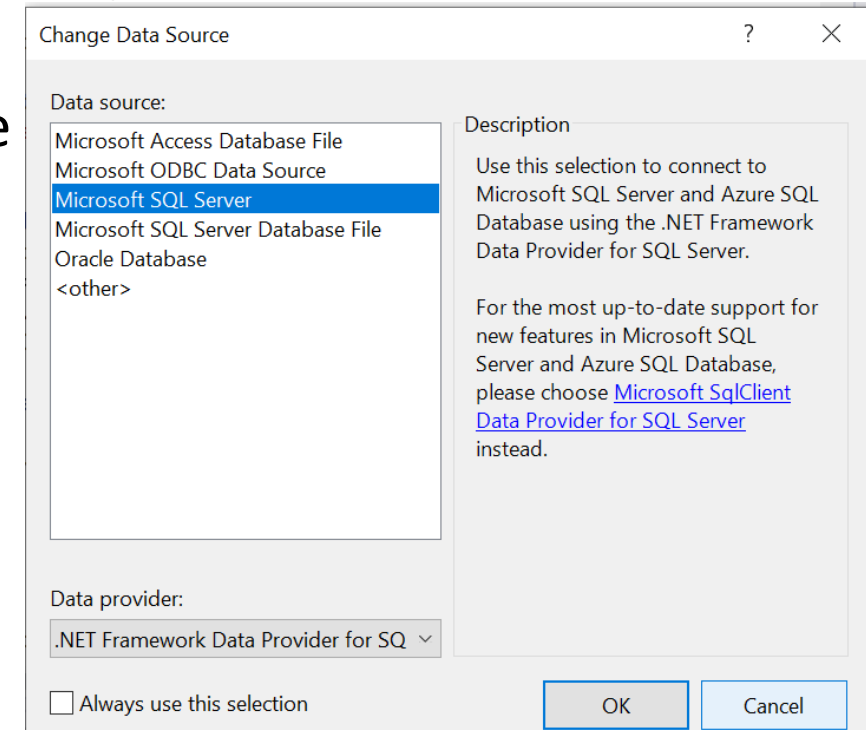 Change Data Source
?
e
Data source:
Microsoft Access Database File
Microsoft ODBC Data Source
Microsoft SQL Server
Microsoft SQL Server Database File
Oracle Database
<other>
Description
Use this selection to connect to
Microsoft SQL Server and Azure SQL
Database using the .NET Framework
Data Provider for SQL Server.
For the most up-to-date support for
new features in Microsoft SQL
Server and Azure SQL Database,
please choose Microsoft SqlClient
Data Provider for SQL Server
instead.
Data provider:
.NET Framework Data Provider for SQ
Always use this selection
OK
Cancel